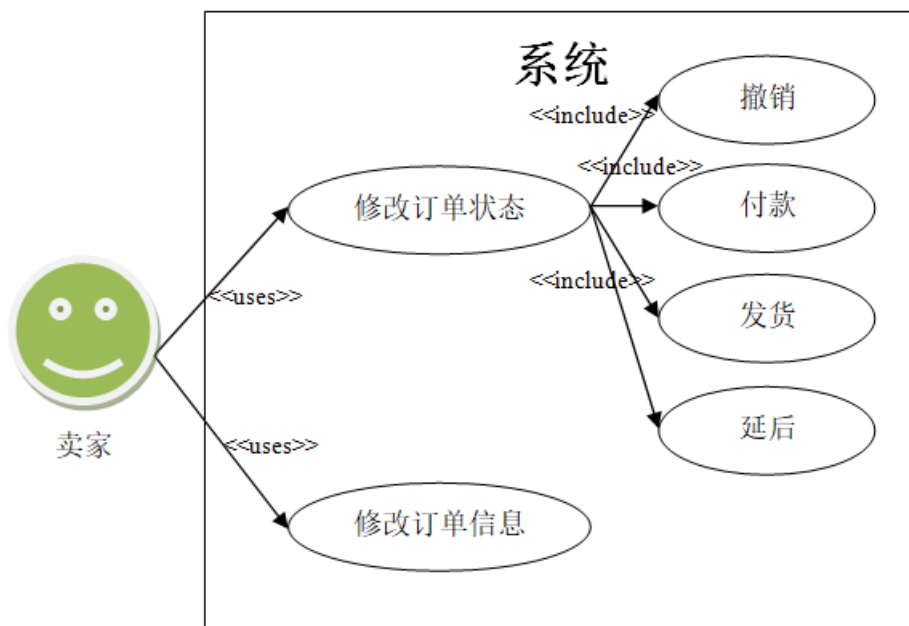 系统
撤销
<<include>>
<<include>>
修改订单状态
付款
<<include>>
<<uses>>
发货
卖家
<<uses>>
延后
修改订单信息